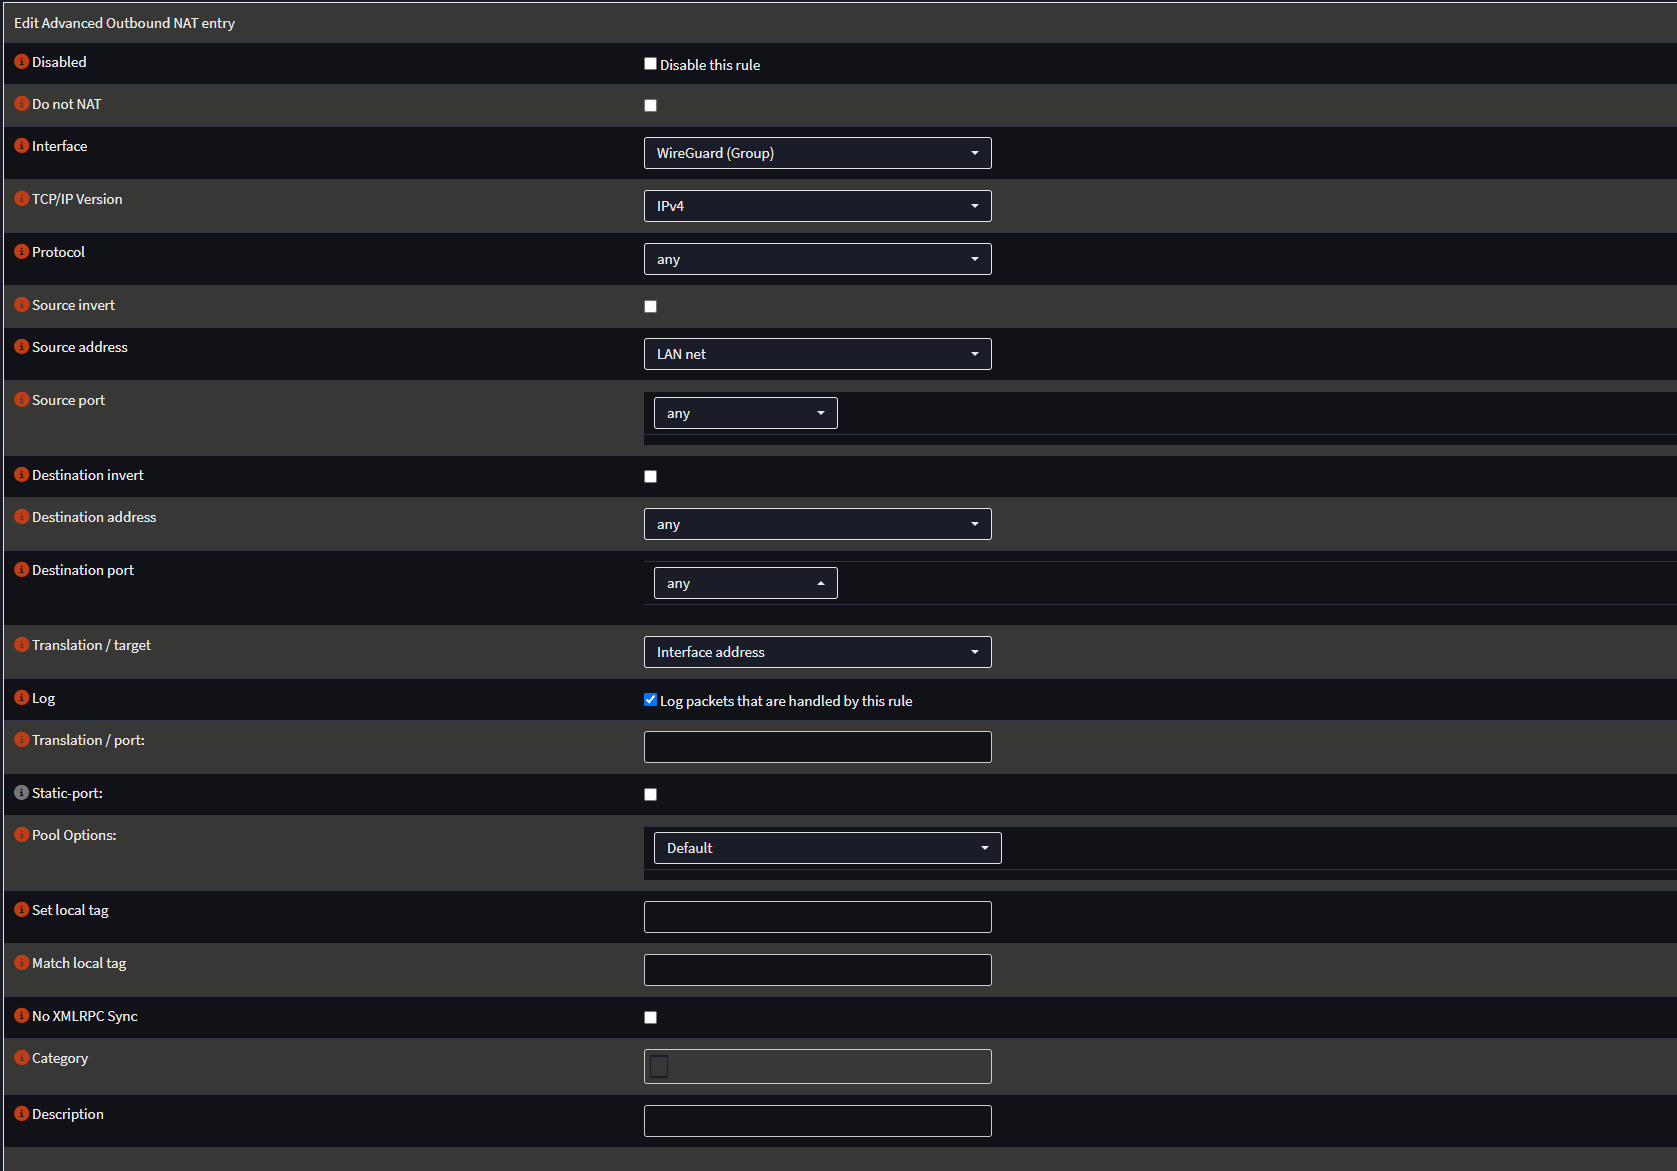 Edit Advanced Outbound NAT entry
Disabled
Disable this rule
Do not NAT
Interface
WireGuard (Group)
TCP/IP Version
IPv4
Protocol
any
Source invert
Source address
LAN net
Source port
any
Destination invert
Destination address
any
Destination port
any
Translation / target
Interface address
Log
Log packets that are handled by this rule
Translation / port:
Static-port:
Pool Options:
Default
Set local tag
Match local tag
No XMLRPC Sync
Category
Description